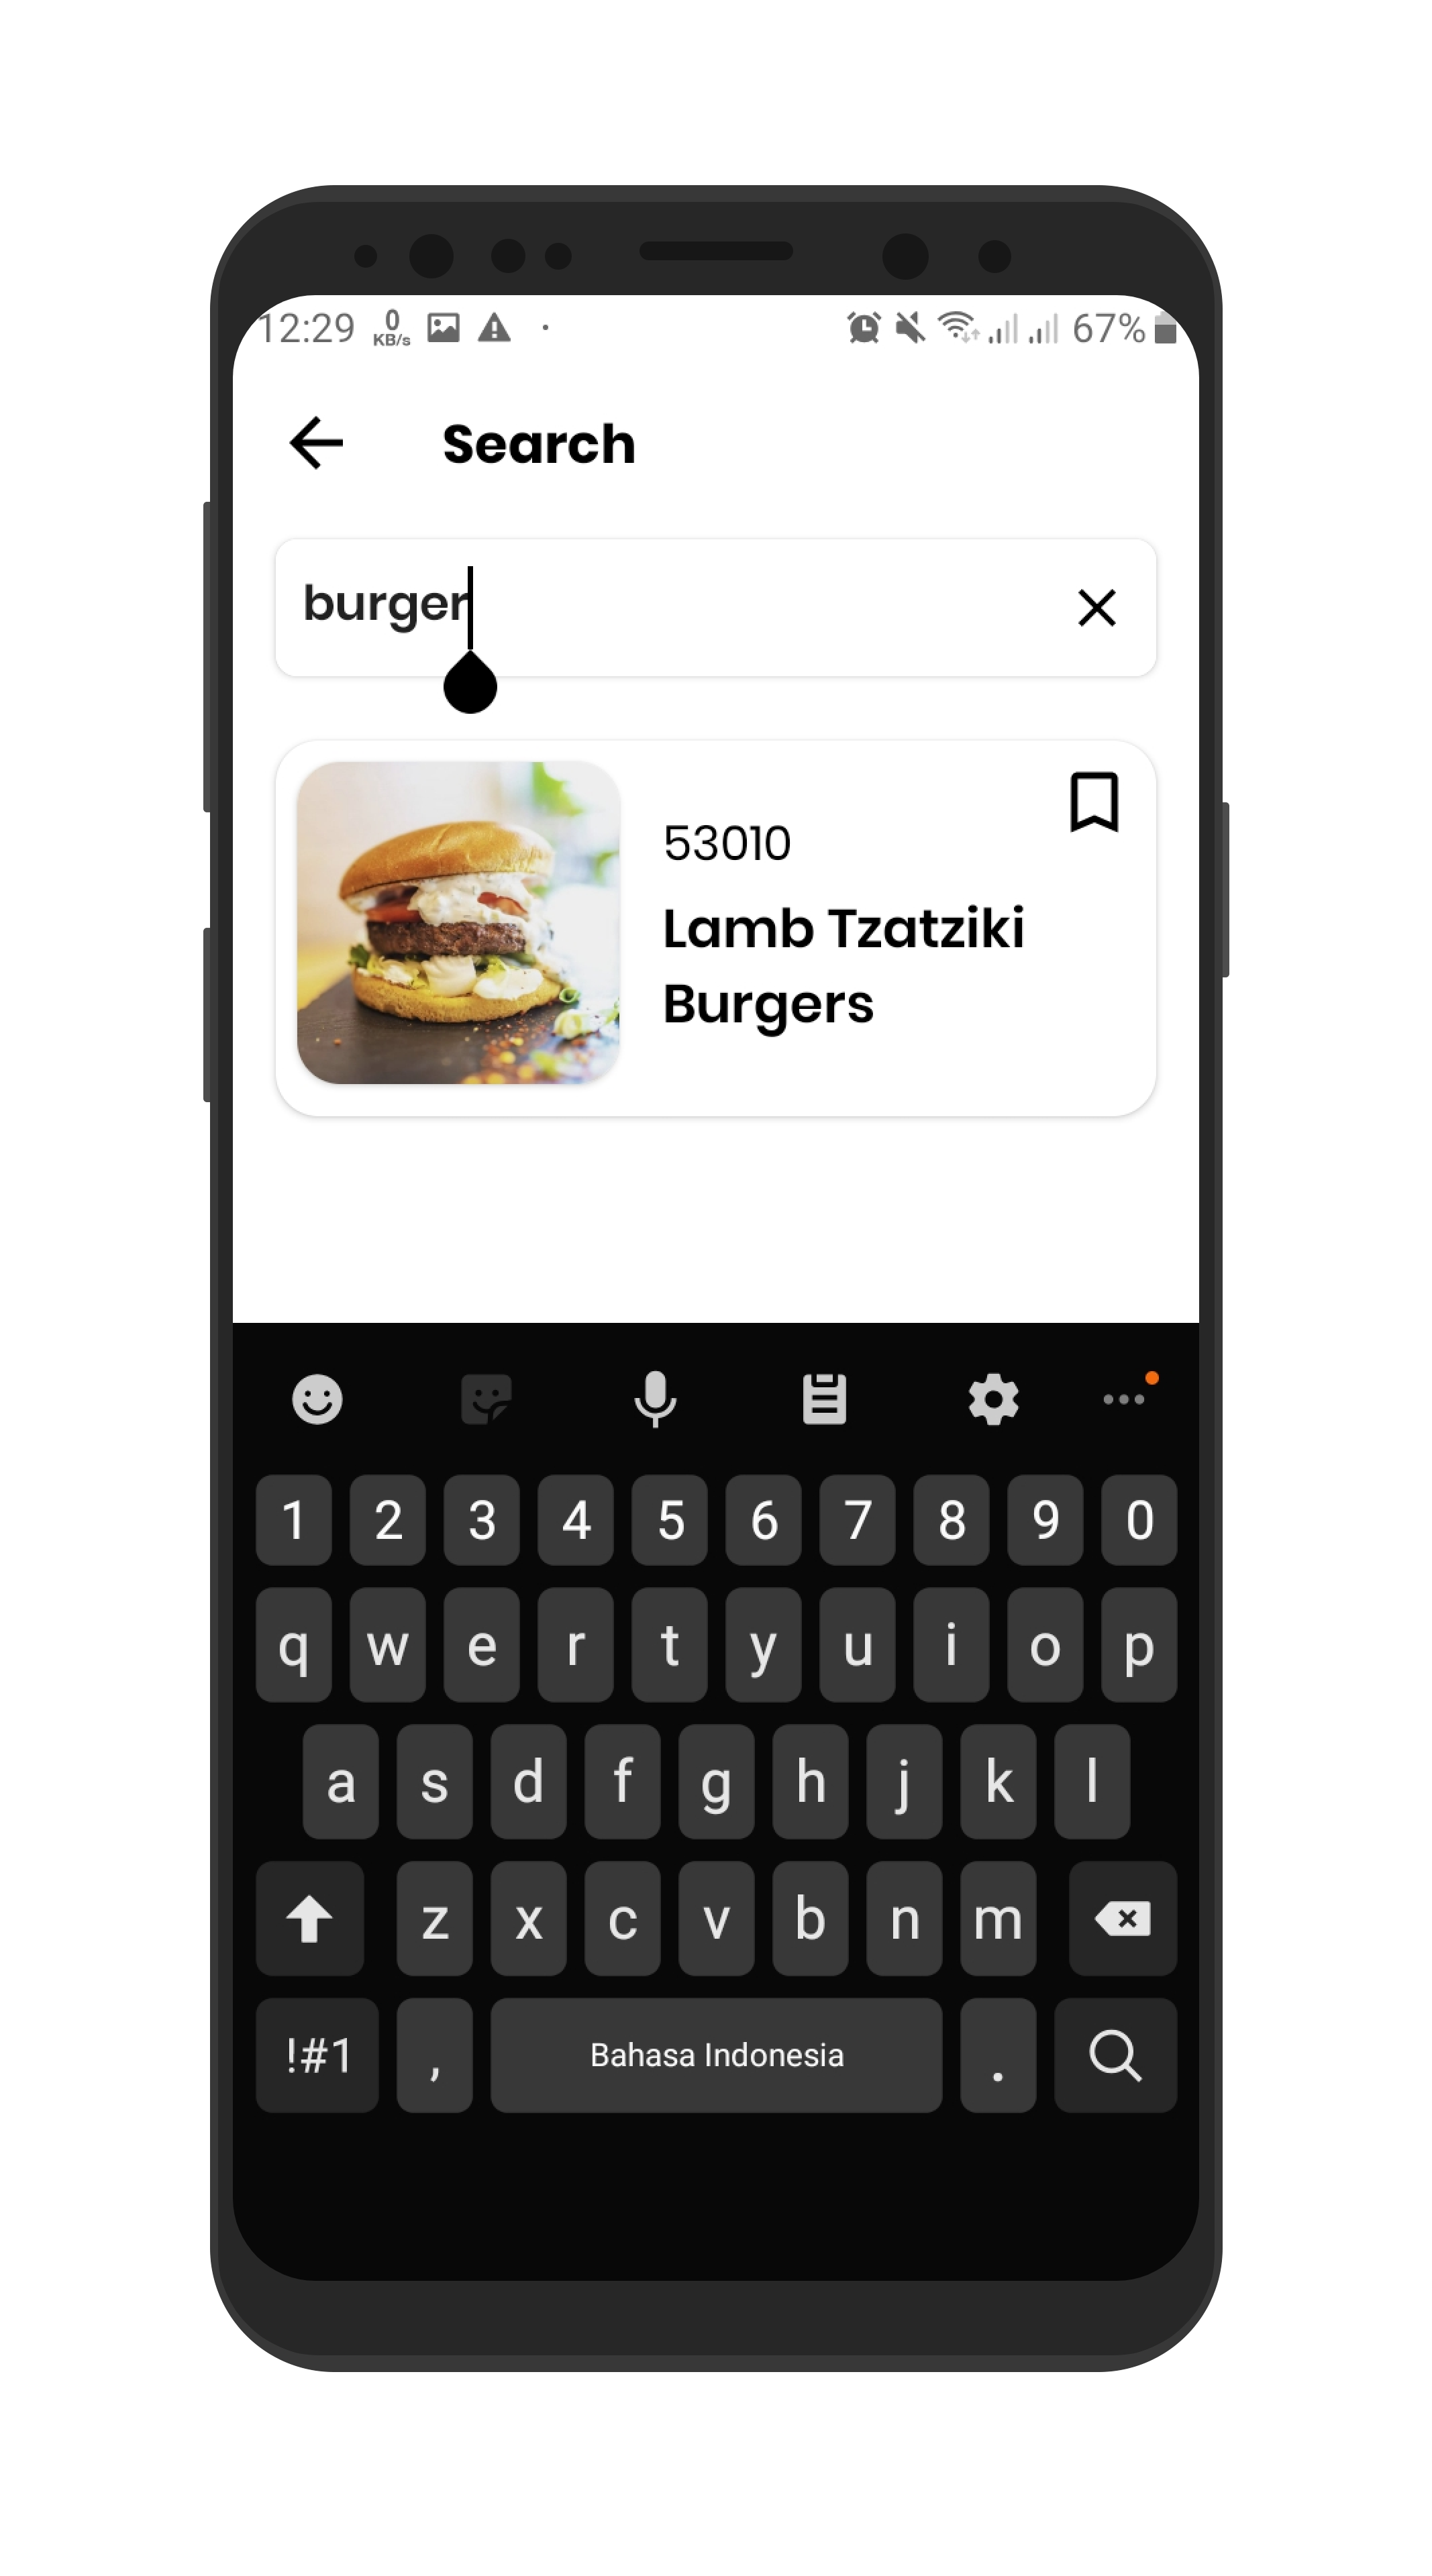 12:29 0 KB/s 67%
Search
burger
53010
Lamb Tzatziki
Burgers
1 2 3 4 5 6 7 8 9 0
q w e r t y u i o p
a s d f g h j k l
z x c v b n m
!#1 , Bahasa Indonesia .